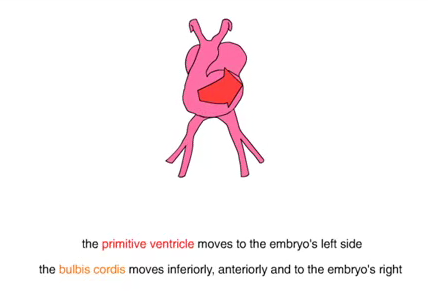 the primitive ventricle moves to the embryo's left side
the bulbis cordis moves inferiorly, anteriorly and to the embryo's right